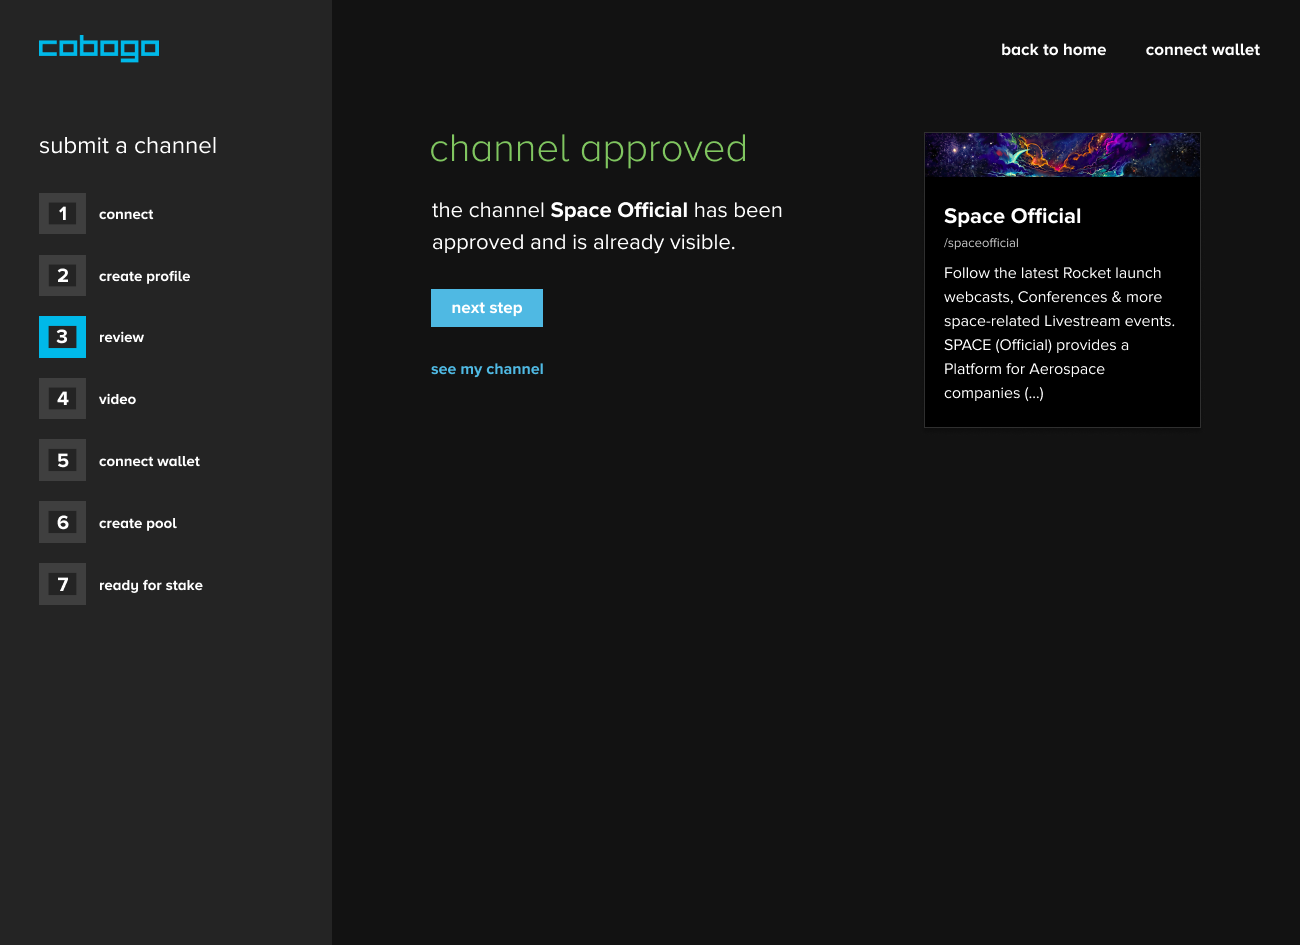 cobogo
back to home
connect wallet
submit a channel
1 connect
2 create profile
3 review
4 video
5 connect wallet
6 create pool
7 ready for stake
channel approved
the channel Space Official has been
approved and is already visible.
next step
see my channel
Space Official
/spaceofficial
Follow the latest Rocket launch
webcasts, Conferences & more
space-related Livestream events.
SPACE (Official) provides a
Platform for Aerospace
companies (...)